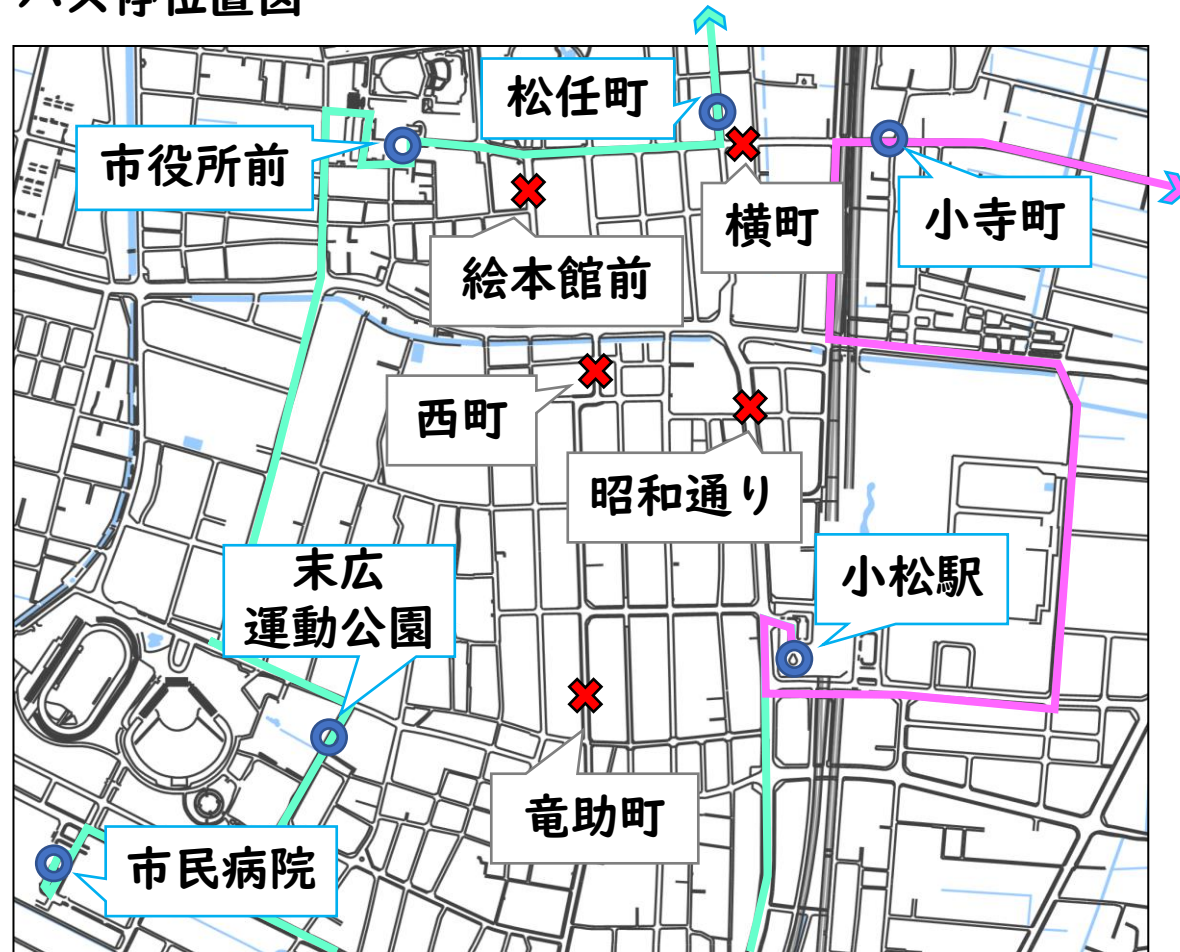 バス停位置図
松任町
市役所前
横町
小寺町
絵本館前
西町
昭和通り
末広
運動公園
小松駅
竜助町
市民病院